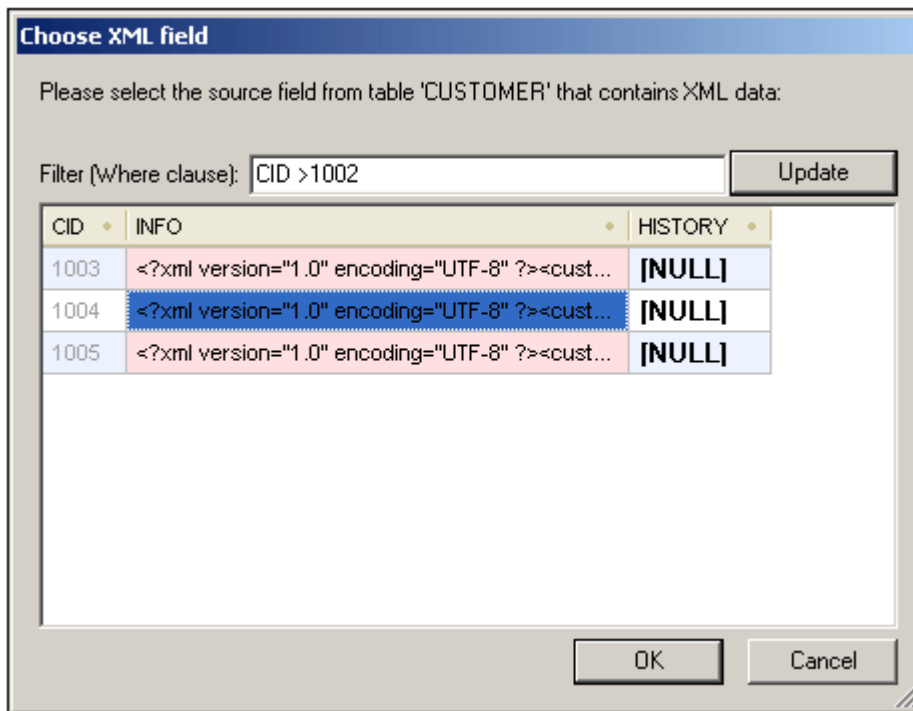 Choose XML field
Please select the source field from table 'CUSTOMER' that contains XML data:
Filter (Where clause): CID >1002 Update
CID INFO HISTORY
1003 <?xml version="1.0" encoding="UTF-8" ?><cust... [NULL]
1004 <?xml version="1.0" encoding="UTF-8" ?><cust... [NULL]
1005 <?xml version="1.0" encoding="UTF-8" ?><cust... [NULL]
OK Cancel